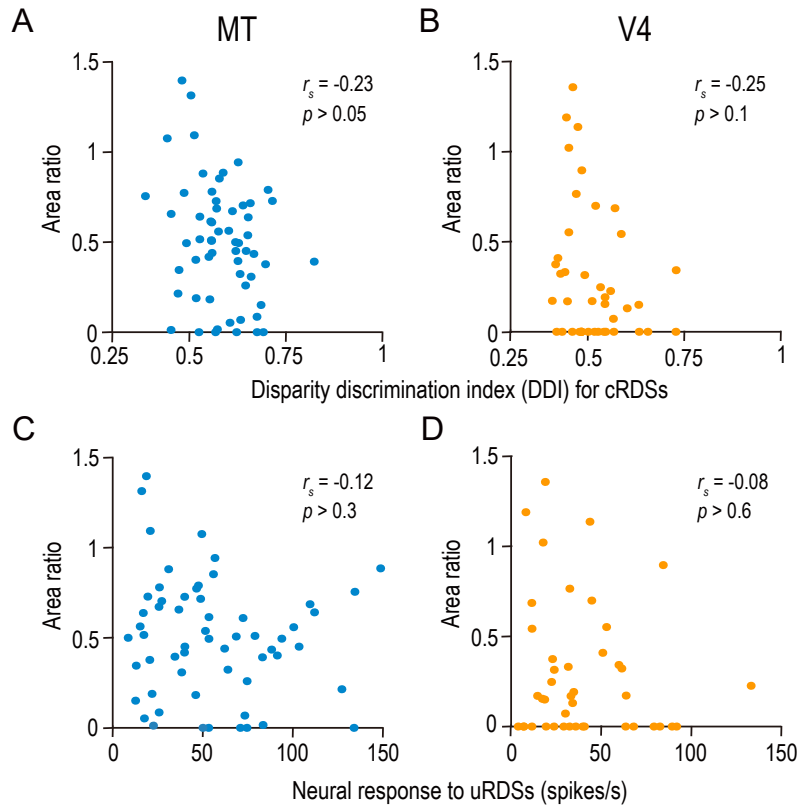 A MT B V4
1.5 1.5
r_s = -0.23 r_s = -0.25
p > 0.05 p > 0.1
1 1
Area ratio Area ratio
0.5 0.5
0 0
0.25 0.5 0.75 1 0.25 0.5 0.75 1
Disparity discrimination index (DDI) for cRDSs
C D
1.5 1.5
r_s = -0.12 r_s = -0.08
p > 0.3 p > 0.6
1 1
Area ratio Area ratio
0.5 0.5
0 0
0 50 100 150 0 50 100 150
Neural response to uRDSs (spikes/s)